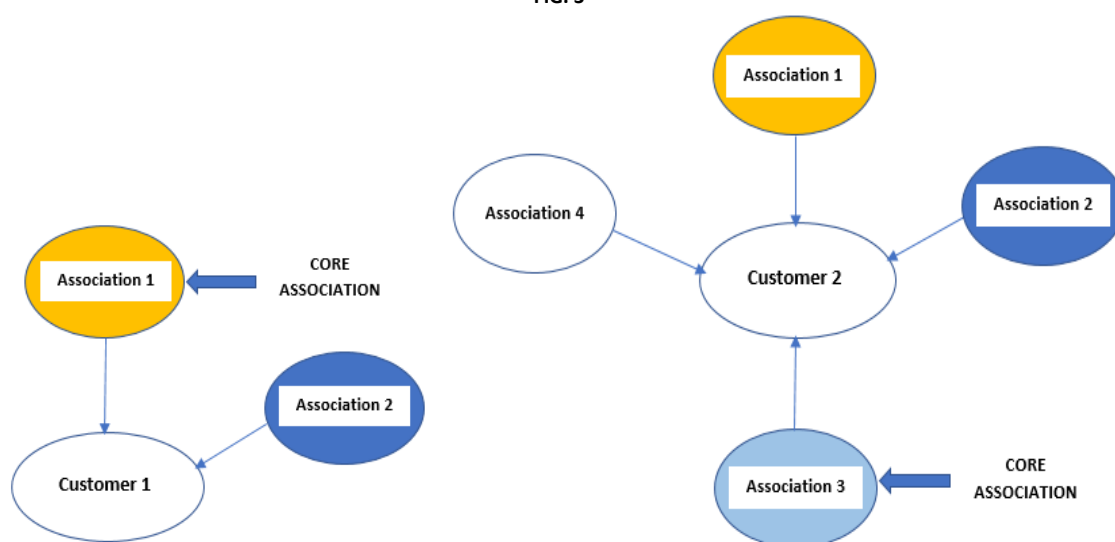 Association 1
Association 4
Association 2
Customer 2
Association 1
CORE
ASSOCIATION
Association 2
Customer 1
Association 3
CORE
ASSOCIATION